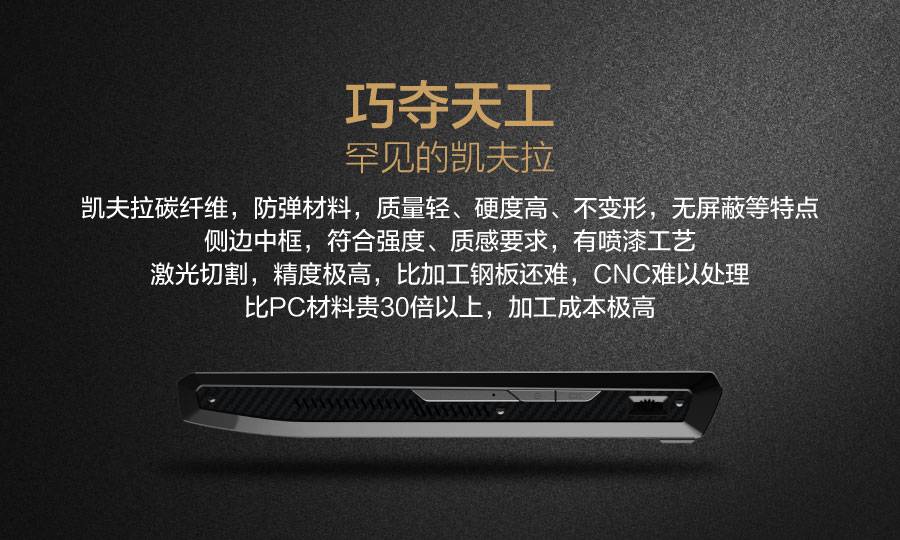 巧夺天工
罕见的凯夫拉
凯夫拉碳纤维，防弹材料，质量轻、硬度高、不变形，无屏蔽等特点
侧边中框，符合强度、质感要求，有喷漆工艺
激光切割，精度极高，比加工钢板还难，CNC难以处理
比PC材料贵30倍以上，加工成本极高